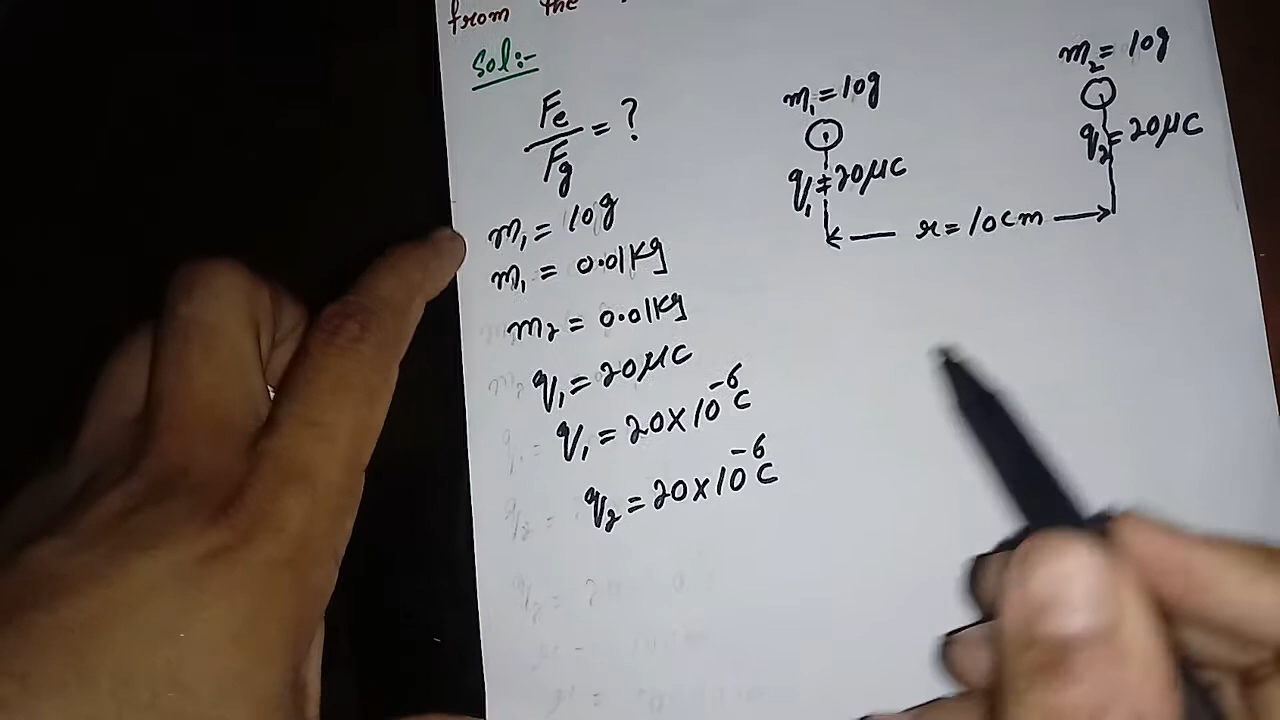 from the
Sol:-
Fe/Fg = ?
m₁ = 10g
m₁ = 0.01kg
m₂ = 0.01kg
q₁ = 20μC
q₁ = 20×10⁻⁶C
q₂ = 20×10⁻⁶C
m₁ = 10g
q₁ = 20μC
m₂ = 10g
q₂ = 20μC
r = 10cm